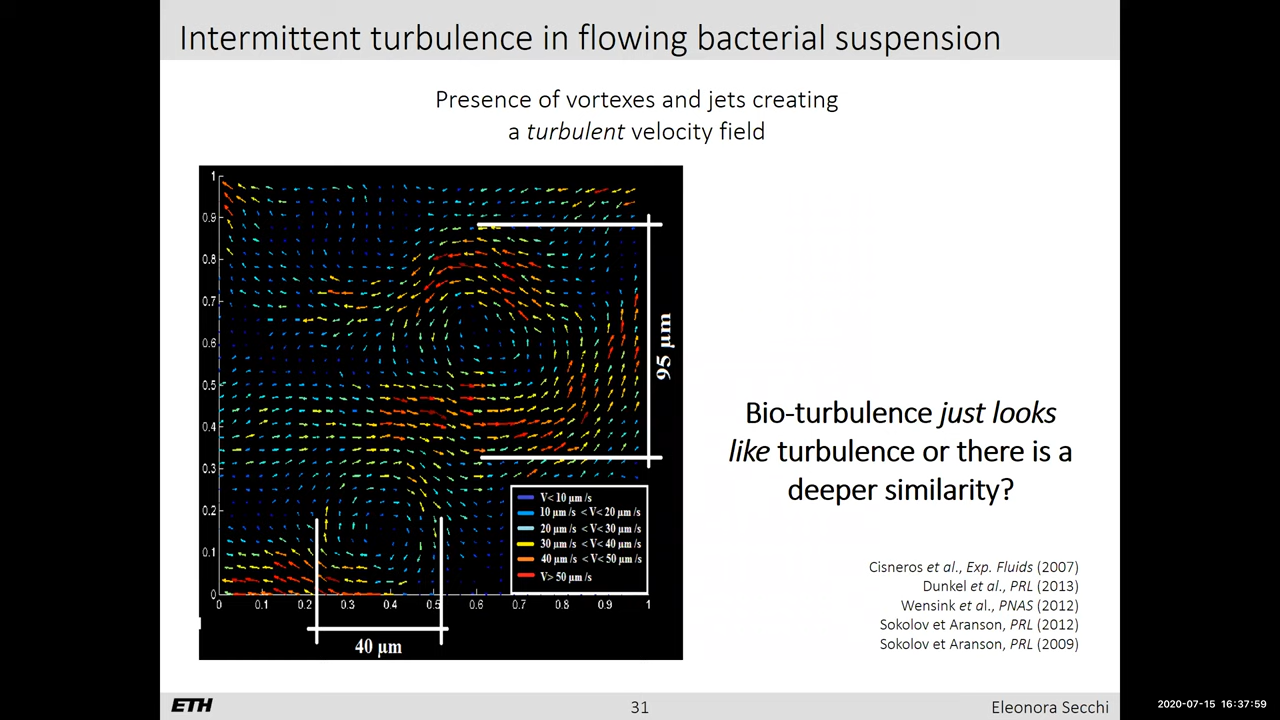 Intermittent turbulence in flowing bacterial suspension
Presence of vortexes and jets creating
a turbulent velocity field
1
0.9
0.8
0.7
0.6
0.5
0.4
0.3
0.2
0.1
0
0 0.1 0.2 0.3 0.4 0.5 0.6 0.7 0.8 0.9 1
95 μm
40 μm
V< 10 μm /s
10 μm /s < V< 20 μm/s
20 μm /s < V< 30 μm/s
30 μm /s < V< 40 μm/s
40 μm /s < V< 50 μm/s
V> 50 μm /s
Bio-turbulence just looks
like turbulence or there is a
deeper similarity?
Cisneros et al., Exp. Fluids (2007)
Dunkel et al., PRL (2013)
Wensink et al., PNAS (2012)
Sokolov et Aranson, PRL (2012)
Sokolov et Aranson, PRL (2009)
ETH
31
Eleonora Secchi
2020-07-15 16:37:59